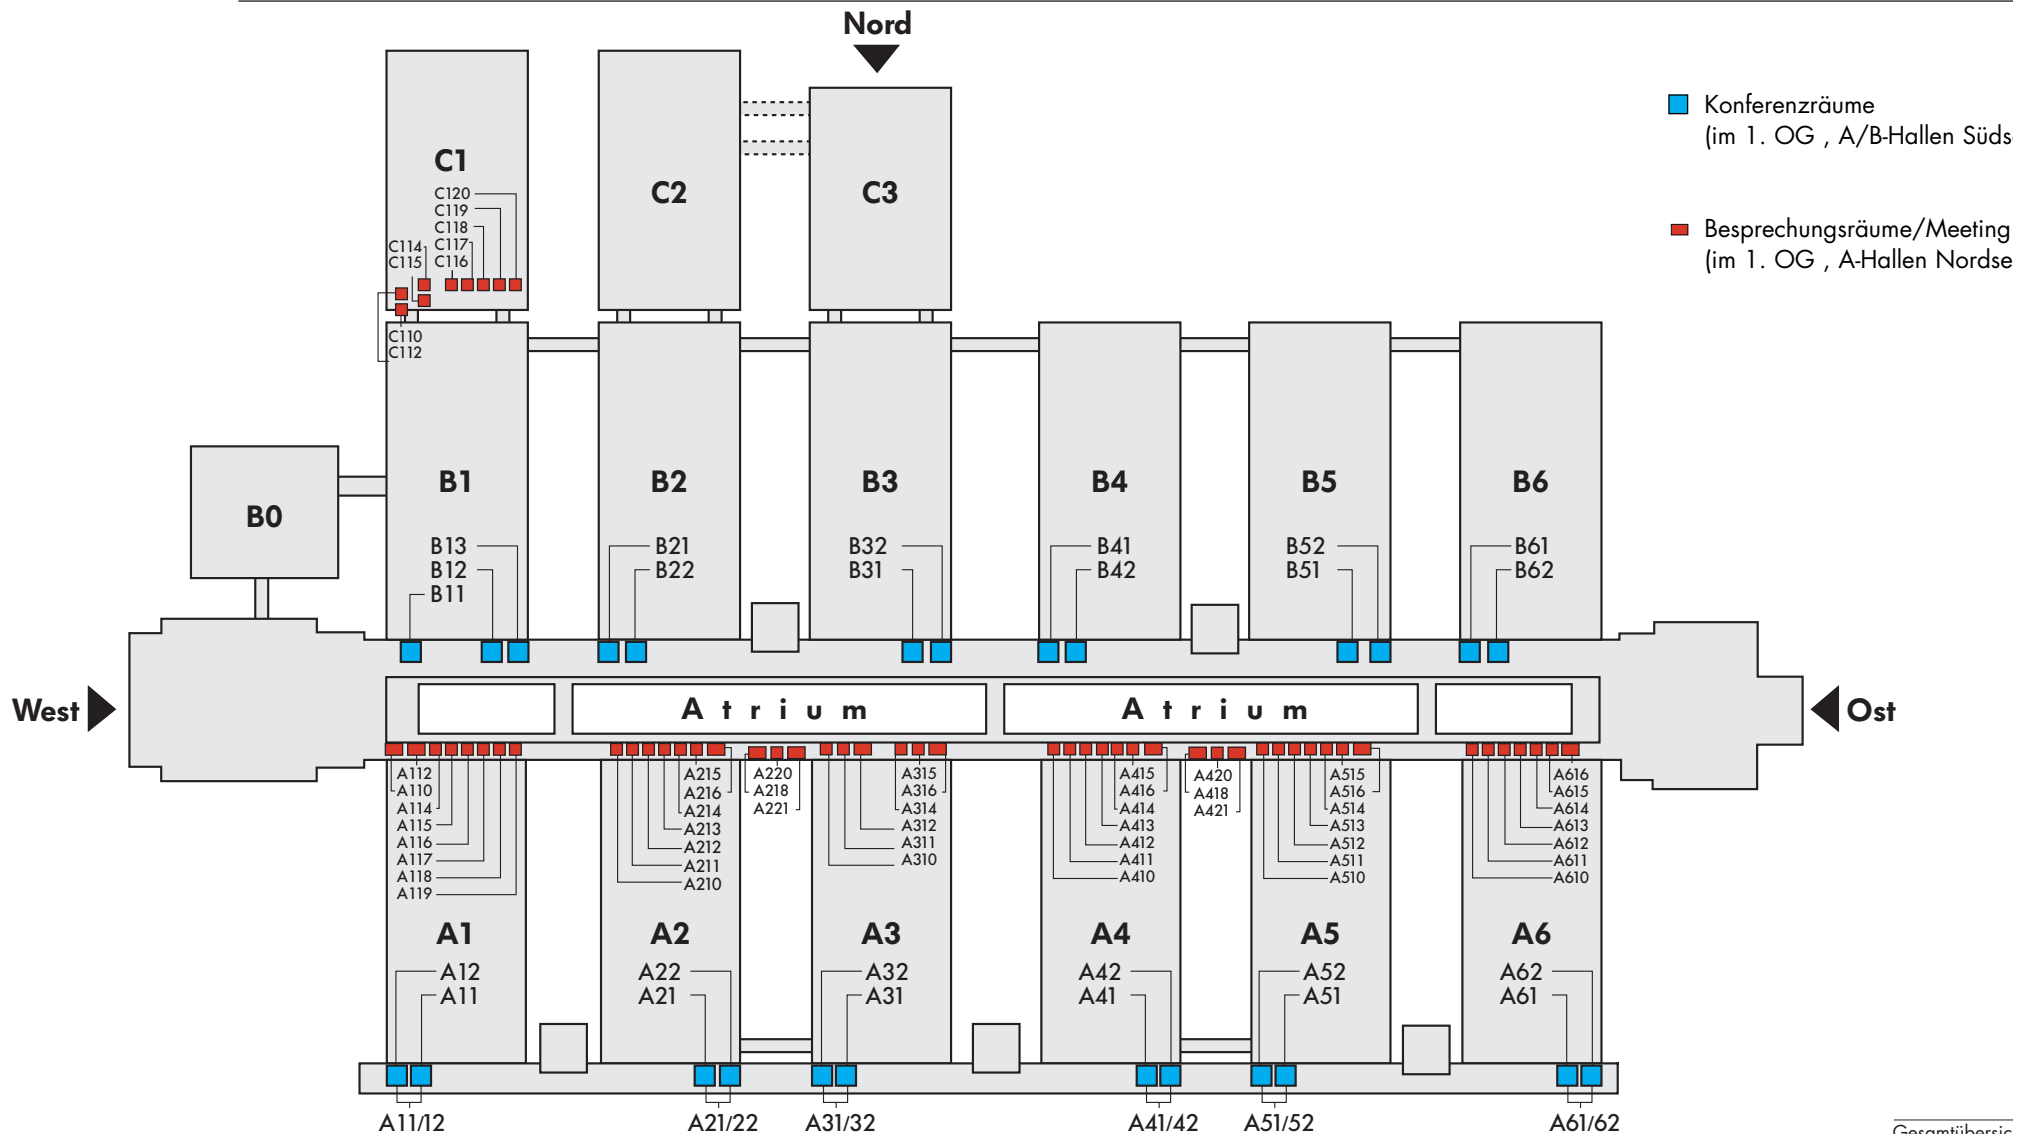 Nord
Konferenzräume
(im 1. OG , A/B-Hallen Süds
Besprechungsräume/Meeting
(im 1. OG , A-Hallen Nordse
C1
C2
C3
C120
C119
C118
C117
C116
C114
C115
C110
C112
B0
B1
B2
B3
B4
B5
B6
B13
B12
B11
B21
B22
B32
B31
B41
B42
B52
B51
B61
B62
West
Atrium
Atrium
Ost
A112
A110
A114
A115
A116
A117
A118
A119
A215
A216
A214
A213
A212
A211
A210
A220
A218
A221
A315
A316
A314
A312
A311
A310
A415
A416
A414
A413
A412
A411
A410
A420
A418
A421
A515
A516
A514
A513
A512
A511
A510
A616
A615
A614
A613
A612
A611
A610
A1
A2
A3
A4
A5
A6
A12
A11
A22
A21
A32
A31
A42
A41
A52
A51
A62
A61
A11/12
A21/22
A31/32
A41/42
A51/52
A61/62
Gesamtübersic